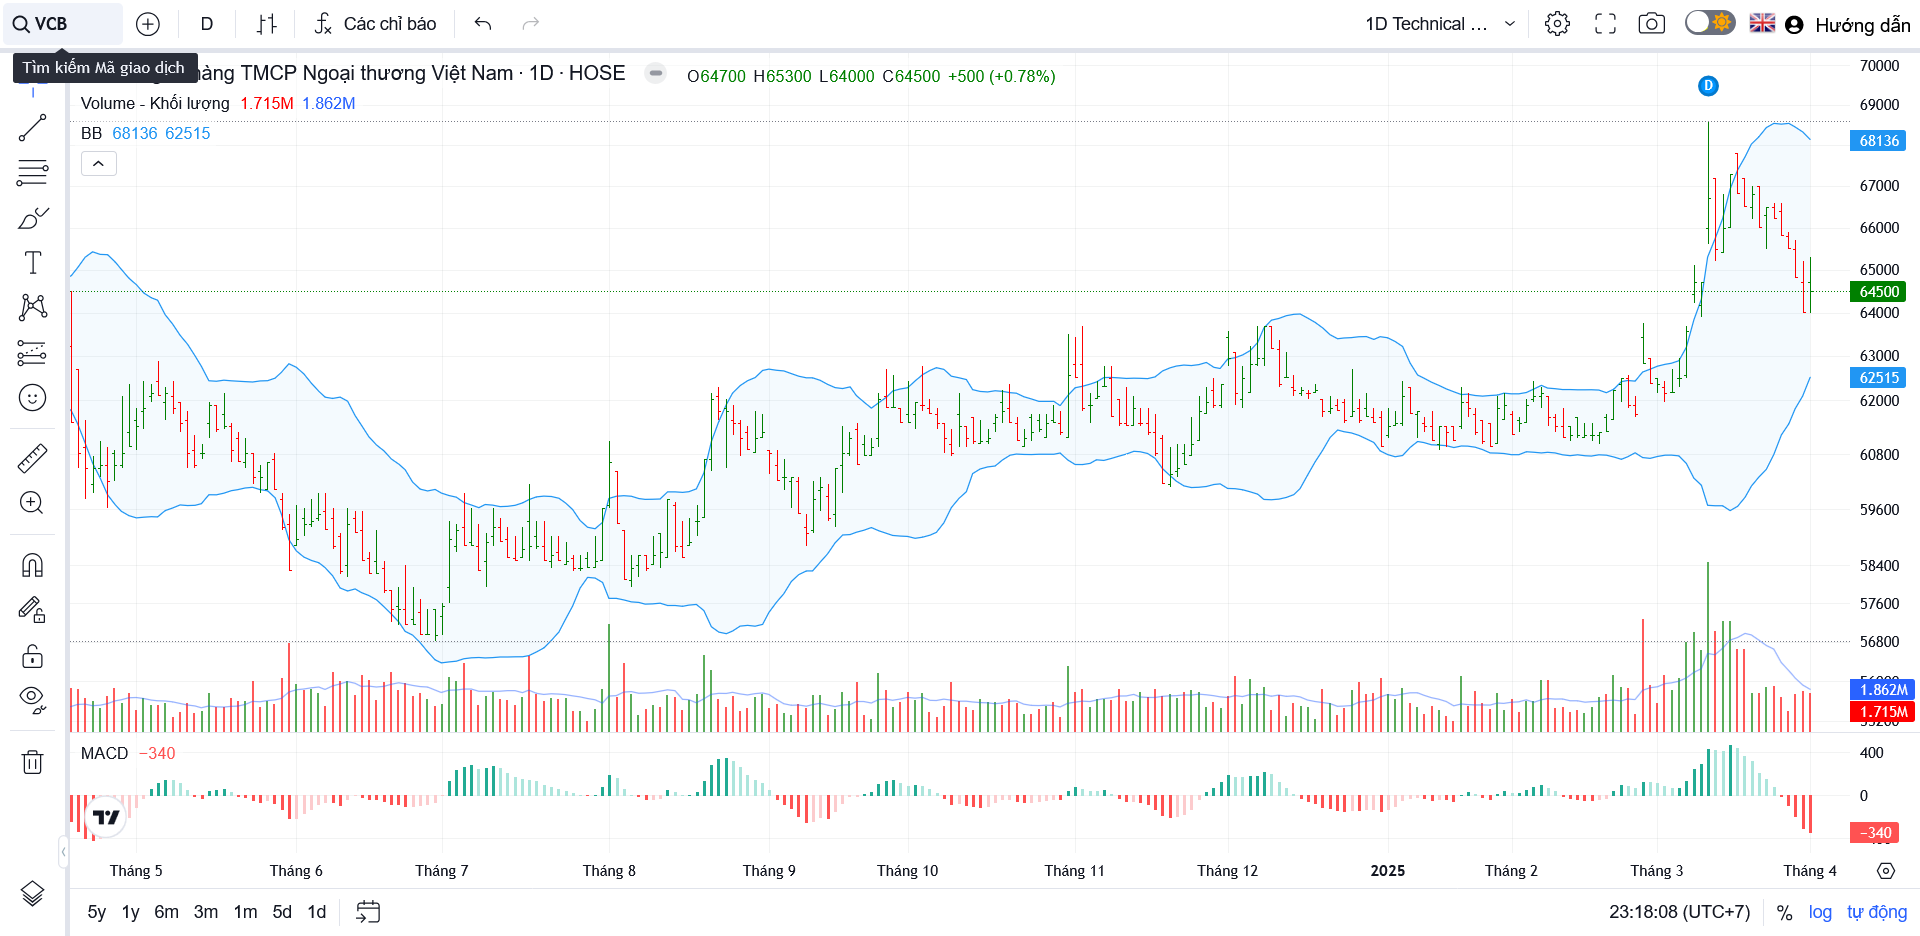 VCB
D
Các chỉ báo
1D Technical ...
Hướng dẫn
Tìm kiếm Mã giao dịch
hàng TMCP Ngoại thương Việt Nam · 1D · HOSE
O64700 H65300 L64000 C64500 +500 (+0.78%)
Volume - Khối lượng 1.715M 1.862M
BB 68136 62515
D
70000
69000
68136
67000
66000
65000
64500
64000
63000
62515
62000
60800
59600
58400
57600
56800
1.862M
1.715M
MACD −340
400
0
−340
Tháng 5 Tháng 6 Tháng 7 Tháng 8 Tháng 9 Tháng 10 Tháng 11 Tháng 12 2025 Tháng 2 Tháng 3 Tháng 4
5y 1y 6m 3m 1m 5d 1d
23:18:08 (UTC+7) % log tự động